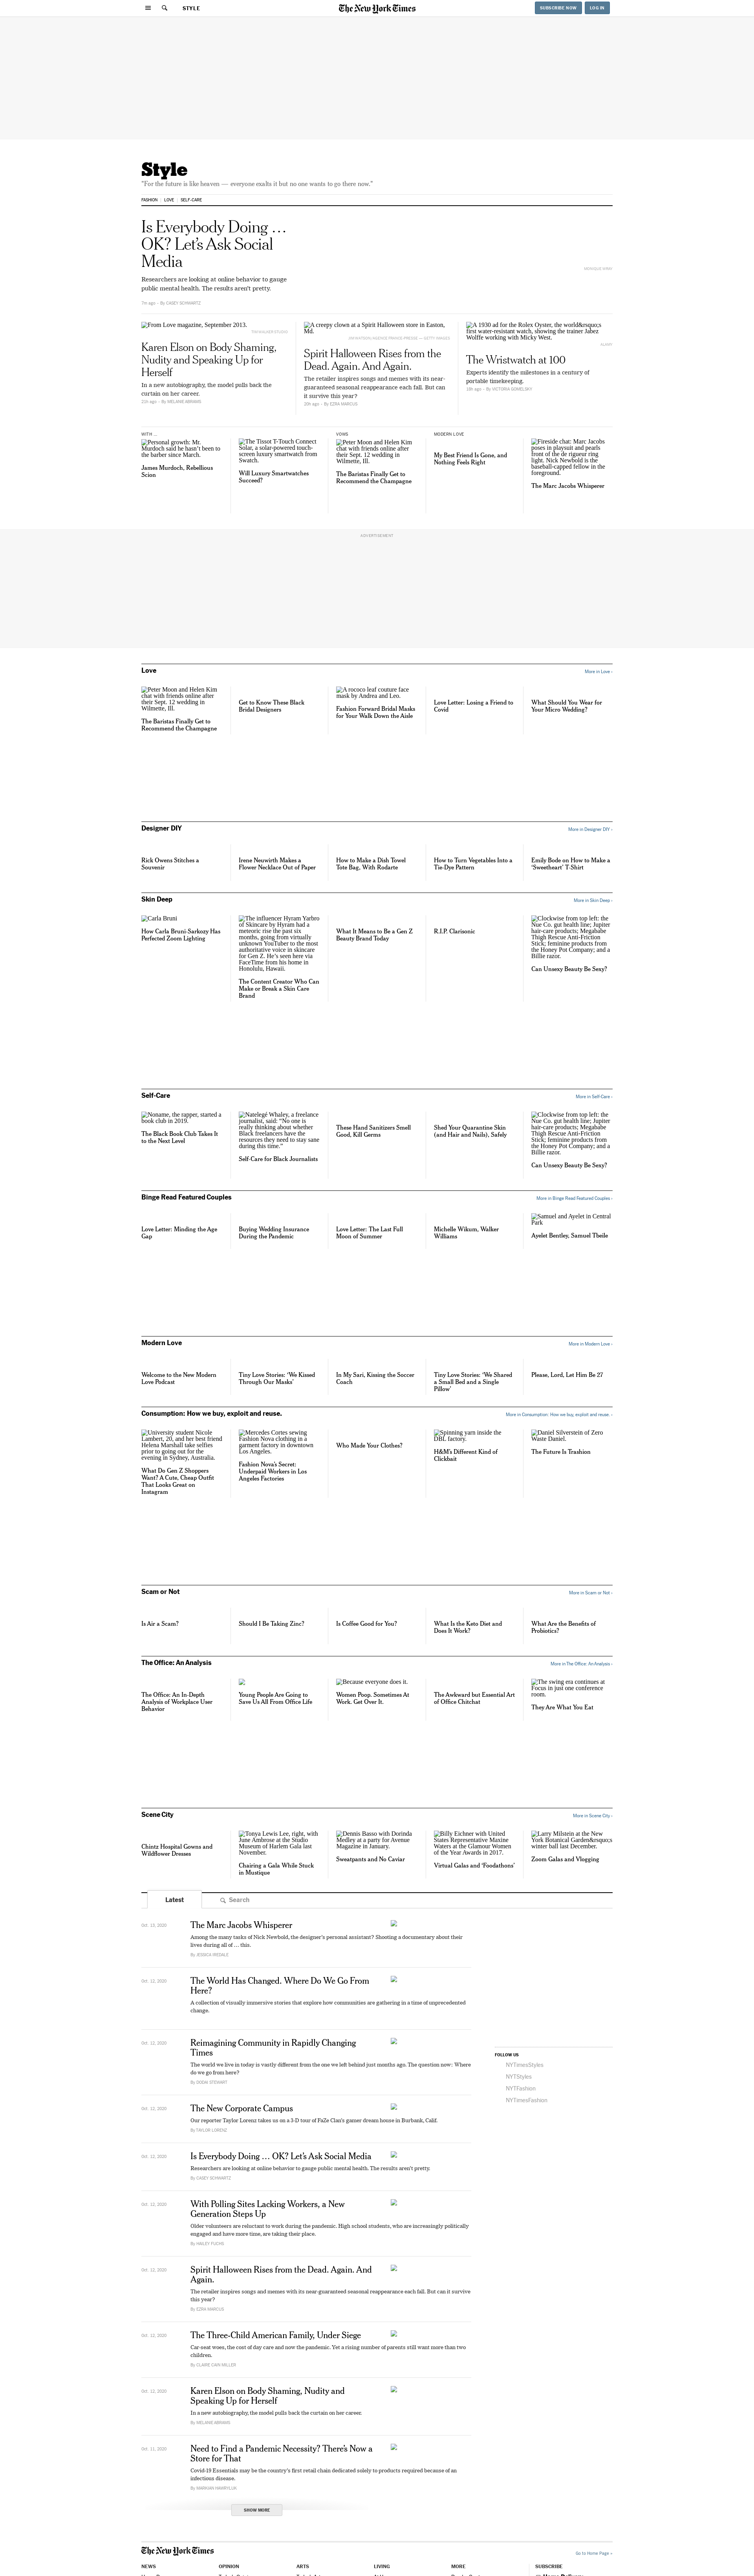 STYLE
The New York Times
SUBSCRIBE NOW
LOG IN
Style
"For the future is like heaven — everyone exalts it but no one wants to go there now."
FASHION LOVE SELF-CARE
Is Everybody Doing …
OK? Let's Ask Social
Media
Researchers are looking at online behavior to gauge
public mental health. The results aren't pretty.
By CASEY SCHWARTZ
From Love magazine, September 2013.
TIM WALKER STUDIO
Karen Elson on Body Shaming,
Nudity and Speaking Up for
Herself
In a new autobiography, the model pulls back the
curtain on her career.
By MELANIE ABRAMS
A creepy clown at a Spirit Halloween store in Easton,
Md.
Spirit Halloween Rises from the
Dead. Again. And Again.
The retailer inspires songs and memes with its near-
guaranteed seasonal reappearance each fall. But can
it survive this year?
By EZRA MARCUS
A 1930 ad for the Rolex Oyster, the world&rsquo;s
first water-resistant watch, showing the trainer Jabez
Wolffe working with Micky West.
ALAMY
The Wristwatch at 100
Experts identify the milestones in a century of
portable timekeeping.
By VICTORIA GOMELSKY
WITH …
Personal growth: Mr.
Murdoch said he hasn't been to
the barber since March.
James Murdoch, Rebellious
Scion
The Tissot T-Touch Connect
Solar, a solar-powered touch-
screen luxury smartwatch from
Swatch.
Will Luxury Smartwatches
Succeed?
VOWS
Peter Moon and Helen Kim
chat with friends online after
their Sept. 12 wedding in
Wilmette, Ill.
The Baristas Finally Get to
Recommend the Champagne
MODERN LOVE
My Best Friend Is Gone, and
Nothing Feels Right
Fireside chat: Marc Jacobs
poses in playsuit and pearls
front of the de rigueur ring
light, Nick Newbold is the
baseball-capped fellow in the
foreground.
The Marc Jacobs Whisperer
ADVERTISEMENT
Love
More in Love ›
Peter Moon and Helen Kim
chat with friends online after
their Sept. 12 wedding in
Wilmette, Ill.
The Baristas Finally Get to
Recommend the Champagne
Get to Know These Black
Bridal Designers
A rococo leaf couture face
mask by Andrea and Leo.
Fashion Forward Bridal Masks
for Your Walk Down the Aisle
Love Letter: Losing a Friend to
Covid
What Should You Wear for
Your Micro Wedding?
Designer DIY
More in Designer DIY ›
Rick Owens Stitches a
Souvenir
Irene Neuwirth Makes a
Flower Necklace Out of Paper
How to Make a Dish Towel
Tote Bag, With Rodarte
How to Turn Vegetables Into a
Tie-Dye Pattern
Emily Bode on How to Make a
'Sweetheart' T-Shirt
Skin Deep
More in Skin Deep ›
Carla Bruni
How Carla Bruni-Sarkozy Has
Perfected Zoom Lighting
The influencer Hyram Yarbro
of Skincare by Hyram had a
meteoric rise the past six
months, going from virtually
unknown YouTuber to the most
authoritative voice in skincare
for Gen Z. He's seen here via
FaceTime from his home in
Honolulu, Hawaii.
The Content Creator Who Can
Make or Break a Skin Care
Brand
What It Means to Be a Gen Z
Beauty Brand Today
R.I.P. Clarisonic
Clockwise from top left: the
Nue Co. gut health line; Jupiter
hair-care products; Megababe
Thigh Rescue Anti-Friction
Stick; feminine products from
the Honey Pot Company; and a
Billie razor.
Can Unsexy Beauty Be Sexy?
Self-Care
More in Self-Care ›
Noname, the rapper, started a
book club in 2019.
The Black Book Club Takes It
to the Next Level
Natelegé Whaley, a freelance
journalist, said: "No one is
really thinking about whether
Black freelancers have the
resources they need to stay sane
during this time."
Self-Care for Black Journalists
These Hand Sanitizers Smell
Good, Kill Germs
Shed Your Quarantine Skin
(and Hair and Nails), Safely
Clockwise from top left: the
Nue Co. gut health line; Jupiter
hair-care products; Megababe
Thigh Rescue Anti-Friction
Stick; feminine products from
the Honey Pot Company; and a
Billie razor.
Can Unsexy Beauty Be Sexy?
Binge Read Featured Couples
More in Binge Read Featured Couples ›
Love Letter: Minding the Age
Gap
Buying Wedding Insurance
During the Pandemic
Love Letter: The Last Full
Moon of Summer
Michelle Wikum, Walker
Williams
Samuel and Ayelet in Central
Park
Ayelet Bentley, Samuel Theile
Modern Love
More in Modern Love ›
Welcome to the New Modern
Love Podcast
Tiny Love Stories: 'We Kissed
Through Our Masks'
In My Sari, Kissing the Soccer
Coach
Tiny Love Stories: 'We Shared
a Small Bed and a Single
Pillow'
Please, Lord, Let Him Be 27
Consumption: How we buy, exploit and reuse.
More in Consumption: How we buy, exploit and reuse. ›
University student Nicole
Lambert, 20, and her best friend
Helena Marshall take selfies
prior to going out for the
evening in Sydney, Australia.
What Do Gen Z Shoppers
Want? A Cute, Cheap Outfit
That Looks Great on
Instagram
Mercedes Cortes sewing
Fashion Nova clothing in a
garment factory in downtown
Los Angeles.
Fashion Nova's Secret:
Underpaid Workers in Los
Angeles Factories
Who Made Your Clothes?
Spinning yarn inside the
DBL factory.
H&M's Different Kind of
Clickbait
Daniel Silverstein of Zero
Waste Daniel.
The Future Is Trashion
Scam or Not
More in Scam or Not ›
Is Air a Scam?
Should I Be Taking Zinc?
Is Coffee Good for You?
What Is the Keto Diet and
Does It Work?
What Are the Benefits of
Probiotics?
The Office: An Analysis
More in The Office: An Analysis ›
The Office: An In-Depth
Analysis of Workplace User
Behavior
Young People Are Going to
Save Us All From Office Life
Because everyone does it.
Women Poop. Sometimes At
Work. Get Over It.
The Awkward but Essential Art
of Office Chitchat
The swing era continues at
Focus in just one conference
room.
They Are What You Eat
Scene City
More in Scene City ›
Chintz Hospital Gowns and
Wildflower Dresses
Tonya Lewis Lee, right, with
June Ambrose at the Studio
Museum of Harlem Gala last
November.
Chairing a Gala While Stuck
in Mustique
Dennis Basso with Dorinda
Medley at a party for Avenue
Magazine in January.
Sweatpants and No Caviar
Billy Eichner with United
States Representative Maxine
Waters at the Glamour Women
of the Year Awards in 2017.
Virtual Galas and 'Foodathons'
Larry Milstein at the New
York Botanical Garden&rsquo;s
winter ball last December.
Zoom Galas and Vlogging
Latest
Search
Oct. 13, 2020
The Marc Jacobs Whisperer
Among the many tasks of Nick Newbold, the designer's personal assistant? Shooting a documentary about their
lives during all of … this.
By JESSICA IREDALE
Oct. 12, 2020
The World Has Changed. Where Do We Go From
Here?
A collection of visually immersive stories that explore how communities are gathering in a time of unprecedented
change.
Oct. 12, 2020
Reimagining Community in Rapidly Changing
Times
The world we live in today is vastly different from the one we left behind just months ago. The question now: Where
do we go from here?
By DODAI STEWART
Oct. 12, 2020
The New Corporate Campus
Our reporter Taylor Lorenz takes us on a 3-D tour of FaZe Clan's gamer dream house in Burbank, Calif.
By TAYLOR LORENZ
Oct. 12, 2020
Is Everybody Doing … OK? Let's Ask Social Media
Researchers are looking at online behavior to gauge public mental health. The results aren't pretty.
By CASEY SCHWARTZ
Oct. 12, 2020
With Polling Sites Lacking Workers, a New
Generation Steps Up
Older volunteers are reluctant to work during the pandemic. High school students, who are increasingly politically
engaged and have more time, are taking their place.
By HAILEY FUCHS
Oct. 12, 2020
Spirit Halloween Rises from the Dead. Again. And
Again.
The retailer inspires songs and memes with its near-guaranteed seasonal reappearance each fall. But can it survive
this year?
By EZRA MARCUS
Oct. 12, 2020
The Three-Child American Family, Under Siege
Car-seat woes, the cost of day care and now the pandemic. Yet a rising number of parents still want more than two
children.
By CLAIRE CAIN MILLER
Oct. 12, 2020
Karen Elson on Body Shaming, Nudity and
Speaking Up for Herself
In a new autobiography, the model pulls back the curtain on her career.
By MELANIE ABRAMS
Oct. 11, 2020
Need to Find a Pandemic Necessity? There's Now a
Store for That
Covid-19 Essentials may be the country's first retail chain dedicated solely to products required because of an
infectious disease.
By MARIAAN HAWRYLUK
SHOW MORE
FOLLOW US
NYTimesStyles
NYTStyles
NYTFashion
NYTimesFashion
The New York Times
Go to Home Page »
NEWS
OPINION
ARTS
LIVING
MORE
SUBSCRIBE